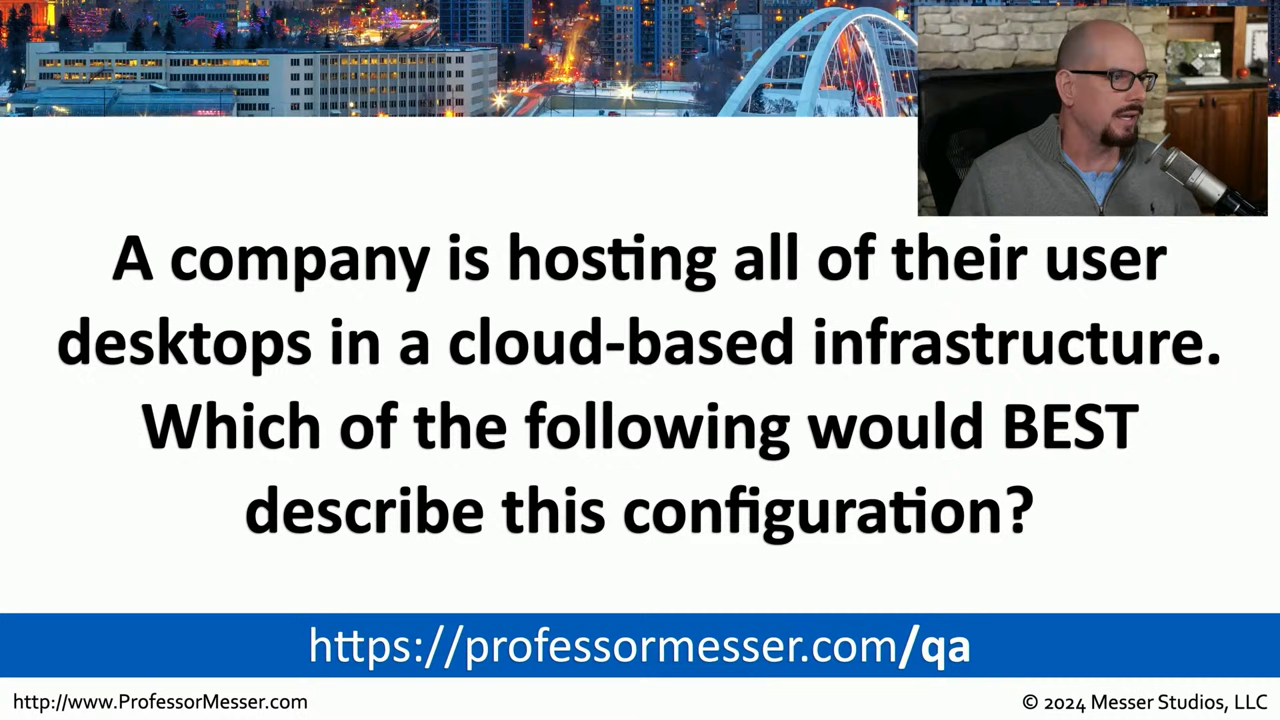 A company is hosting all of their user
desktops in a cloud-based infrastructure.
Which of the following would BEST
describe this configuration?
https://professormesser.com/qa
http://www.ProfessorMesser.com
© 2024 Messer Studios, LLC